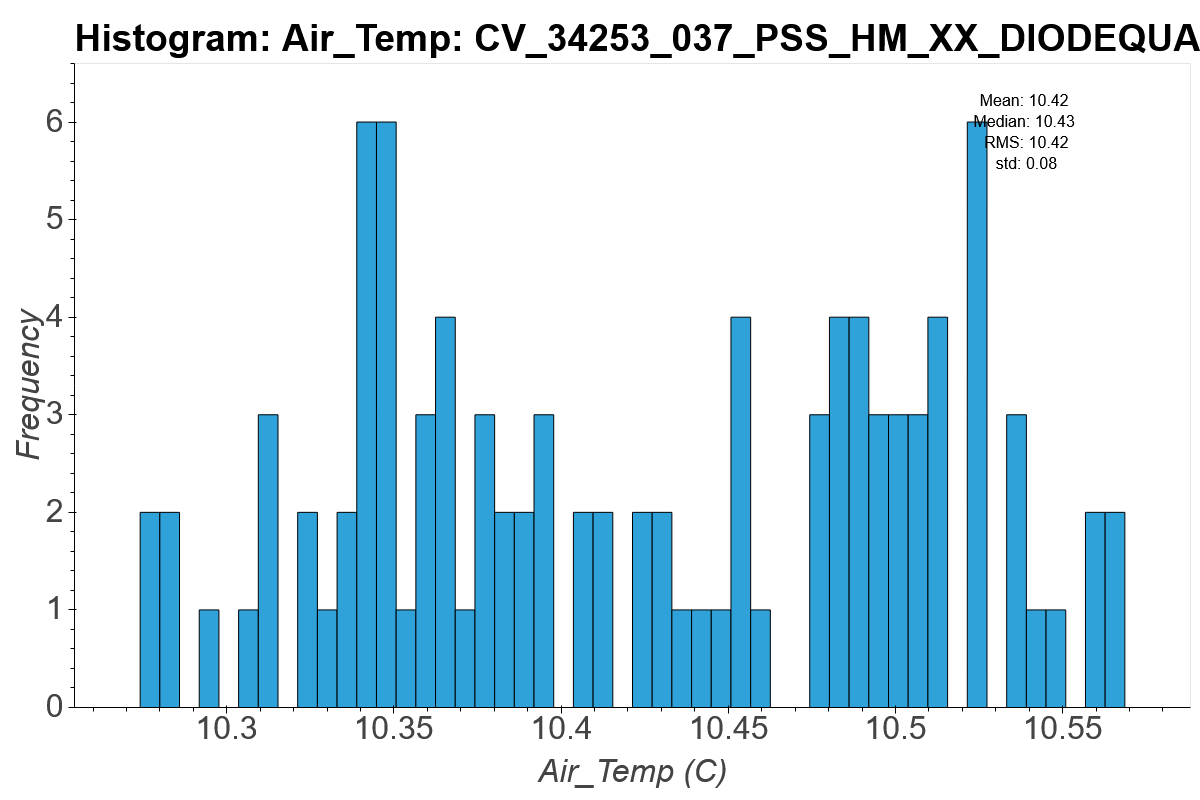 Histogram: Air_Temp: CV_34253_037_PSS_HM_XX_DIODEQUA
Mean: 10.42
Median: 10.43
RMS: 10.42
std: 0.08
Frequency
6
5
4
3
2
1
0
10.3 10.35 10.4 10.45 10.5 10.55
Air_Temp (C)